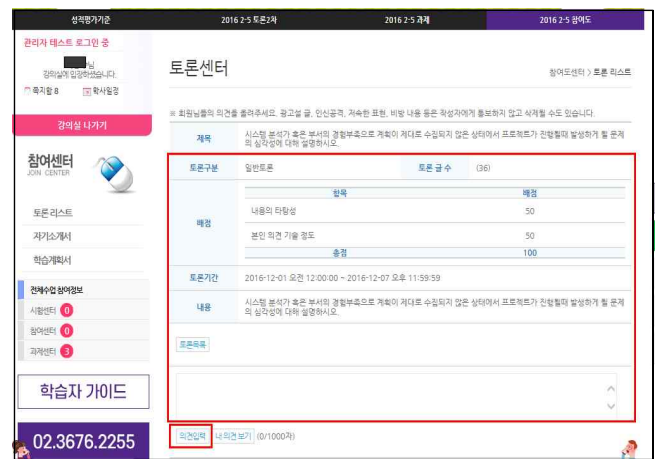 성적평가기준
2016 2-5 토론2차
2016 2-5 과제
2016 2-5 참여도
관리자 테스트 로그인 중
님
강의실에 입장하셨습니다.
쪽지함 8 학사일정
강의실 나가기
참여센터
JOIN CENTER
토론리스트
자기소개서
학습계획서
전체수업 참여정보
시험센터 0
참여센터 0
과제센터 3
학습자 가이드
02.3676.2255
토론센터
참여도센터 > 토론 리스트
※ 회원님들의 의견을 올려주세요. 광고성 글, 인신공격, 저속한 표현, 비방 내용 등은 작성자에게 통보하지 않고 삭제될 수도 있습니다.
제목
시스템 분석가 혹은 부서의 경험부족으로 계획이 제대로 수집되지 않은 상태에서 프로젝트가 진행될때 발생하게 될 문제
의 심각성에 대해 설명하시오.
토론구분 일반토론 토론 글 수 (36)
배점
항목 배점
내용의 타당성 50
본인 의견 기술 정도 50
총점 100
토론기간 2016-12-01 오전 12:00:00 ~ 2016-12-07 오후 11:59:59
내용
시스템 분석가 혹은 부서의 경험부족으로 계획이 제대로 수집되지 않은 상태에서 프로젝트가 진행될때 발생하게 될 문제
의 심각성에 대해 설명하시오.
토론목록
의견입력 내 의견 보기 (0/1000자)